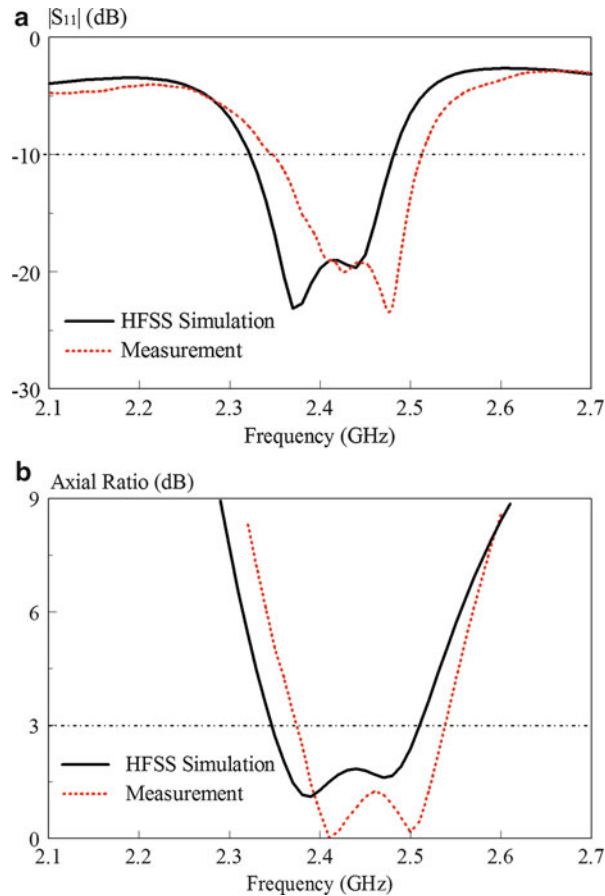 a
|S11| (dB)
0
-10
-20
-30
HFSS Simulation
Measurement
2.1 2.2 2.3 2.4 2.5 2.6 2.7
Frequency (GHz)
b
Axial Ratio (dB)
9
6
3
0
HFSS Simulation
Measurement
2.1 2.2 2.3 2.4 2.5 2.6 2.7
Frequency (GHz)